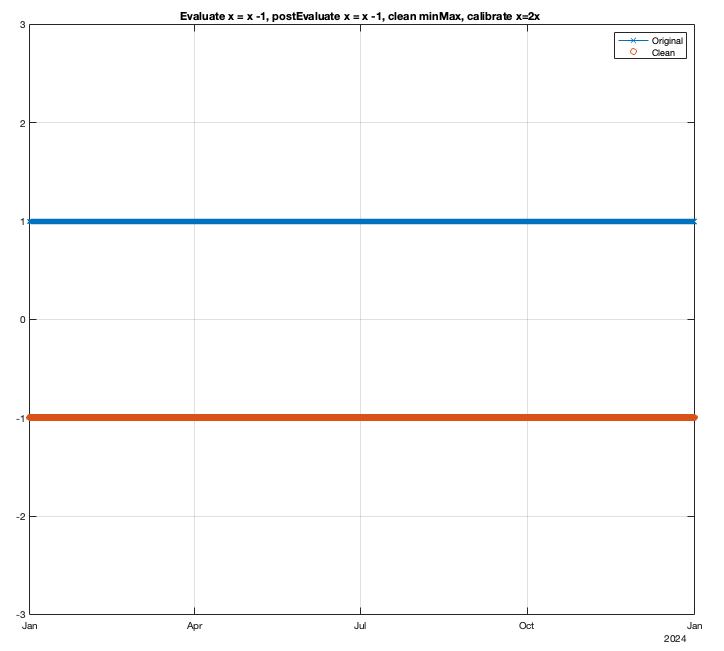 Evaluate x = x -1, postEvaluate x = x -1, clean minMax, calibrate x=2x
Original
Clean
3
2
1
0
-1
-2
-3
Jan
Apr
Jul
Oct
Jan
2024